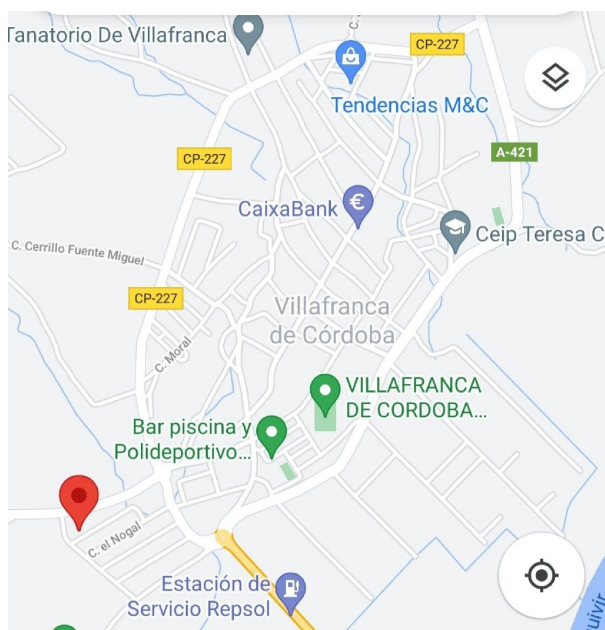 Tanatorio De Villafranca
CP-227
Tendencias M&C
CP-227
A-421
CaixaBank
€
Ceip Teresa C
C. Cerrillo Fuente Miguel
CP-227
Villafranca
de Córdoba
C. Moral
VILLAFRANCA
DE CORDOBA...
Bar piscina y
Polideportivo...
C. el Nogal
Estación de
Servicio Repsol